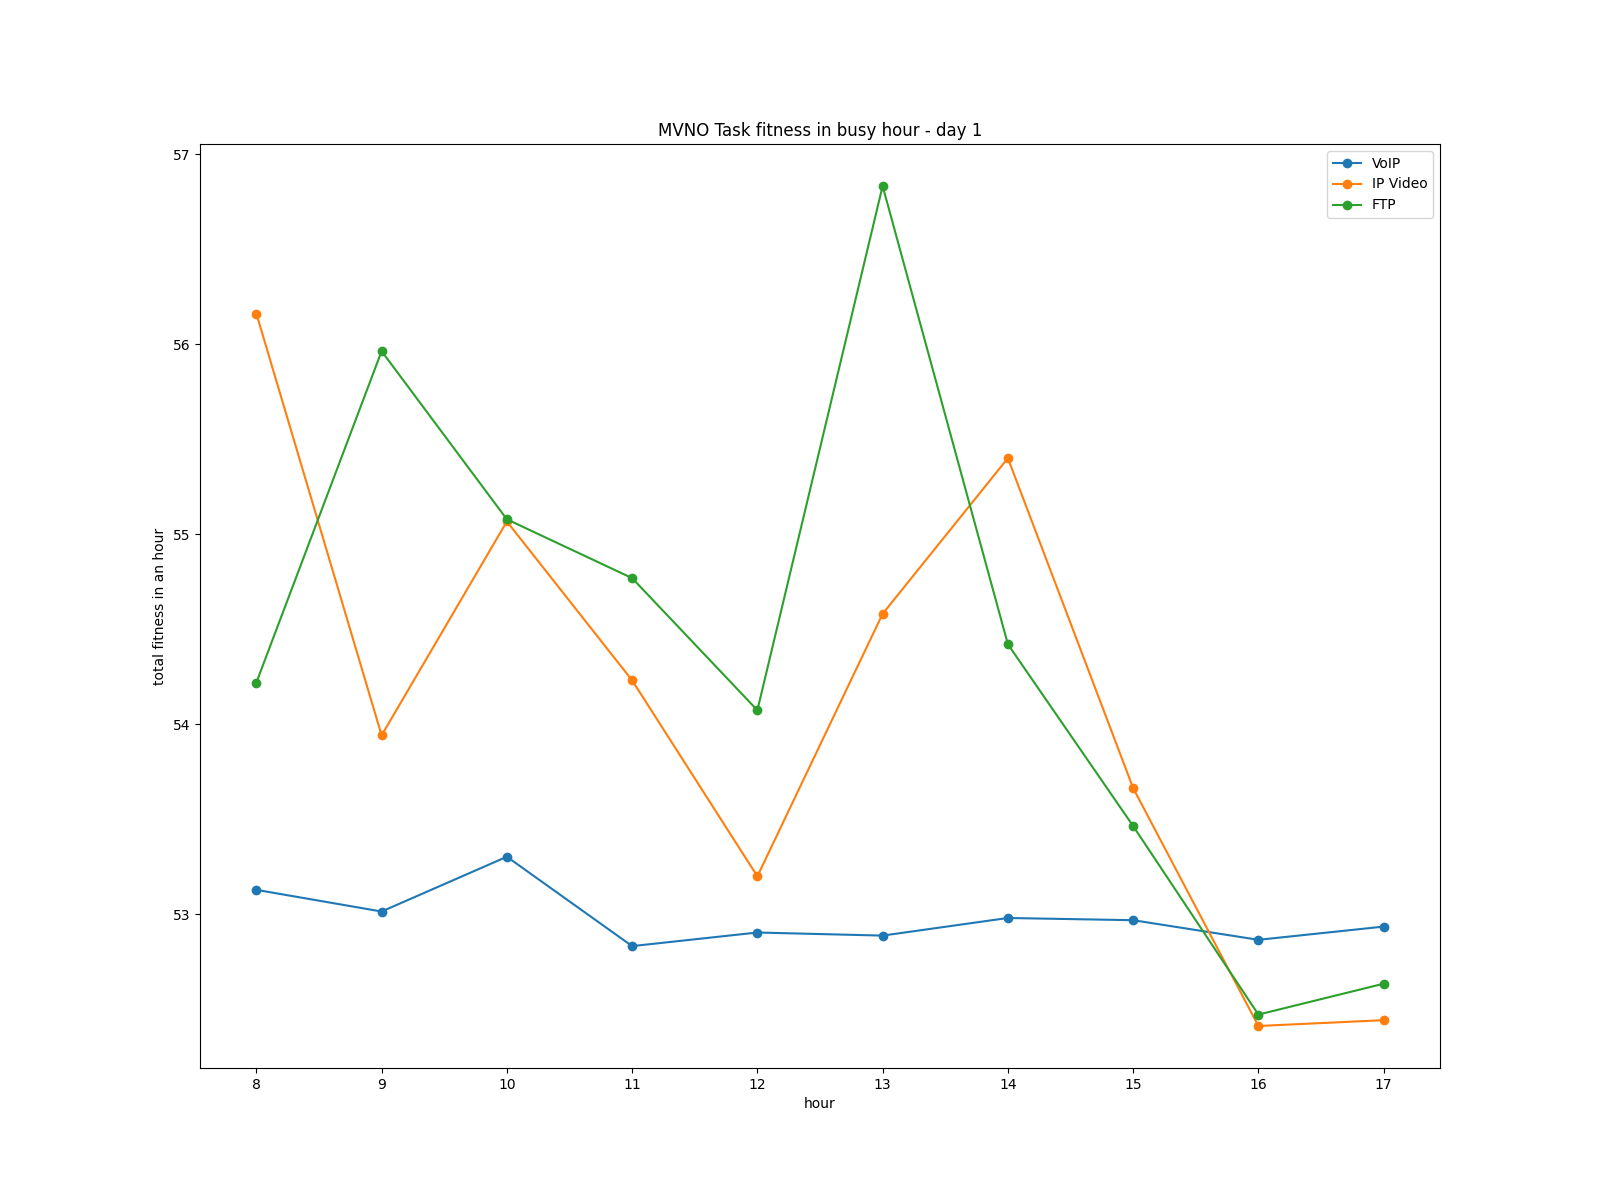 MVNO Task fitness in busy hour - day 1
VoIP
IP Video
FTP
57
56
55
54
53
total fitness in an hour
8 9 10 11 12 13 14 15 16 17
hour